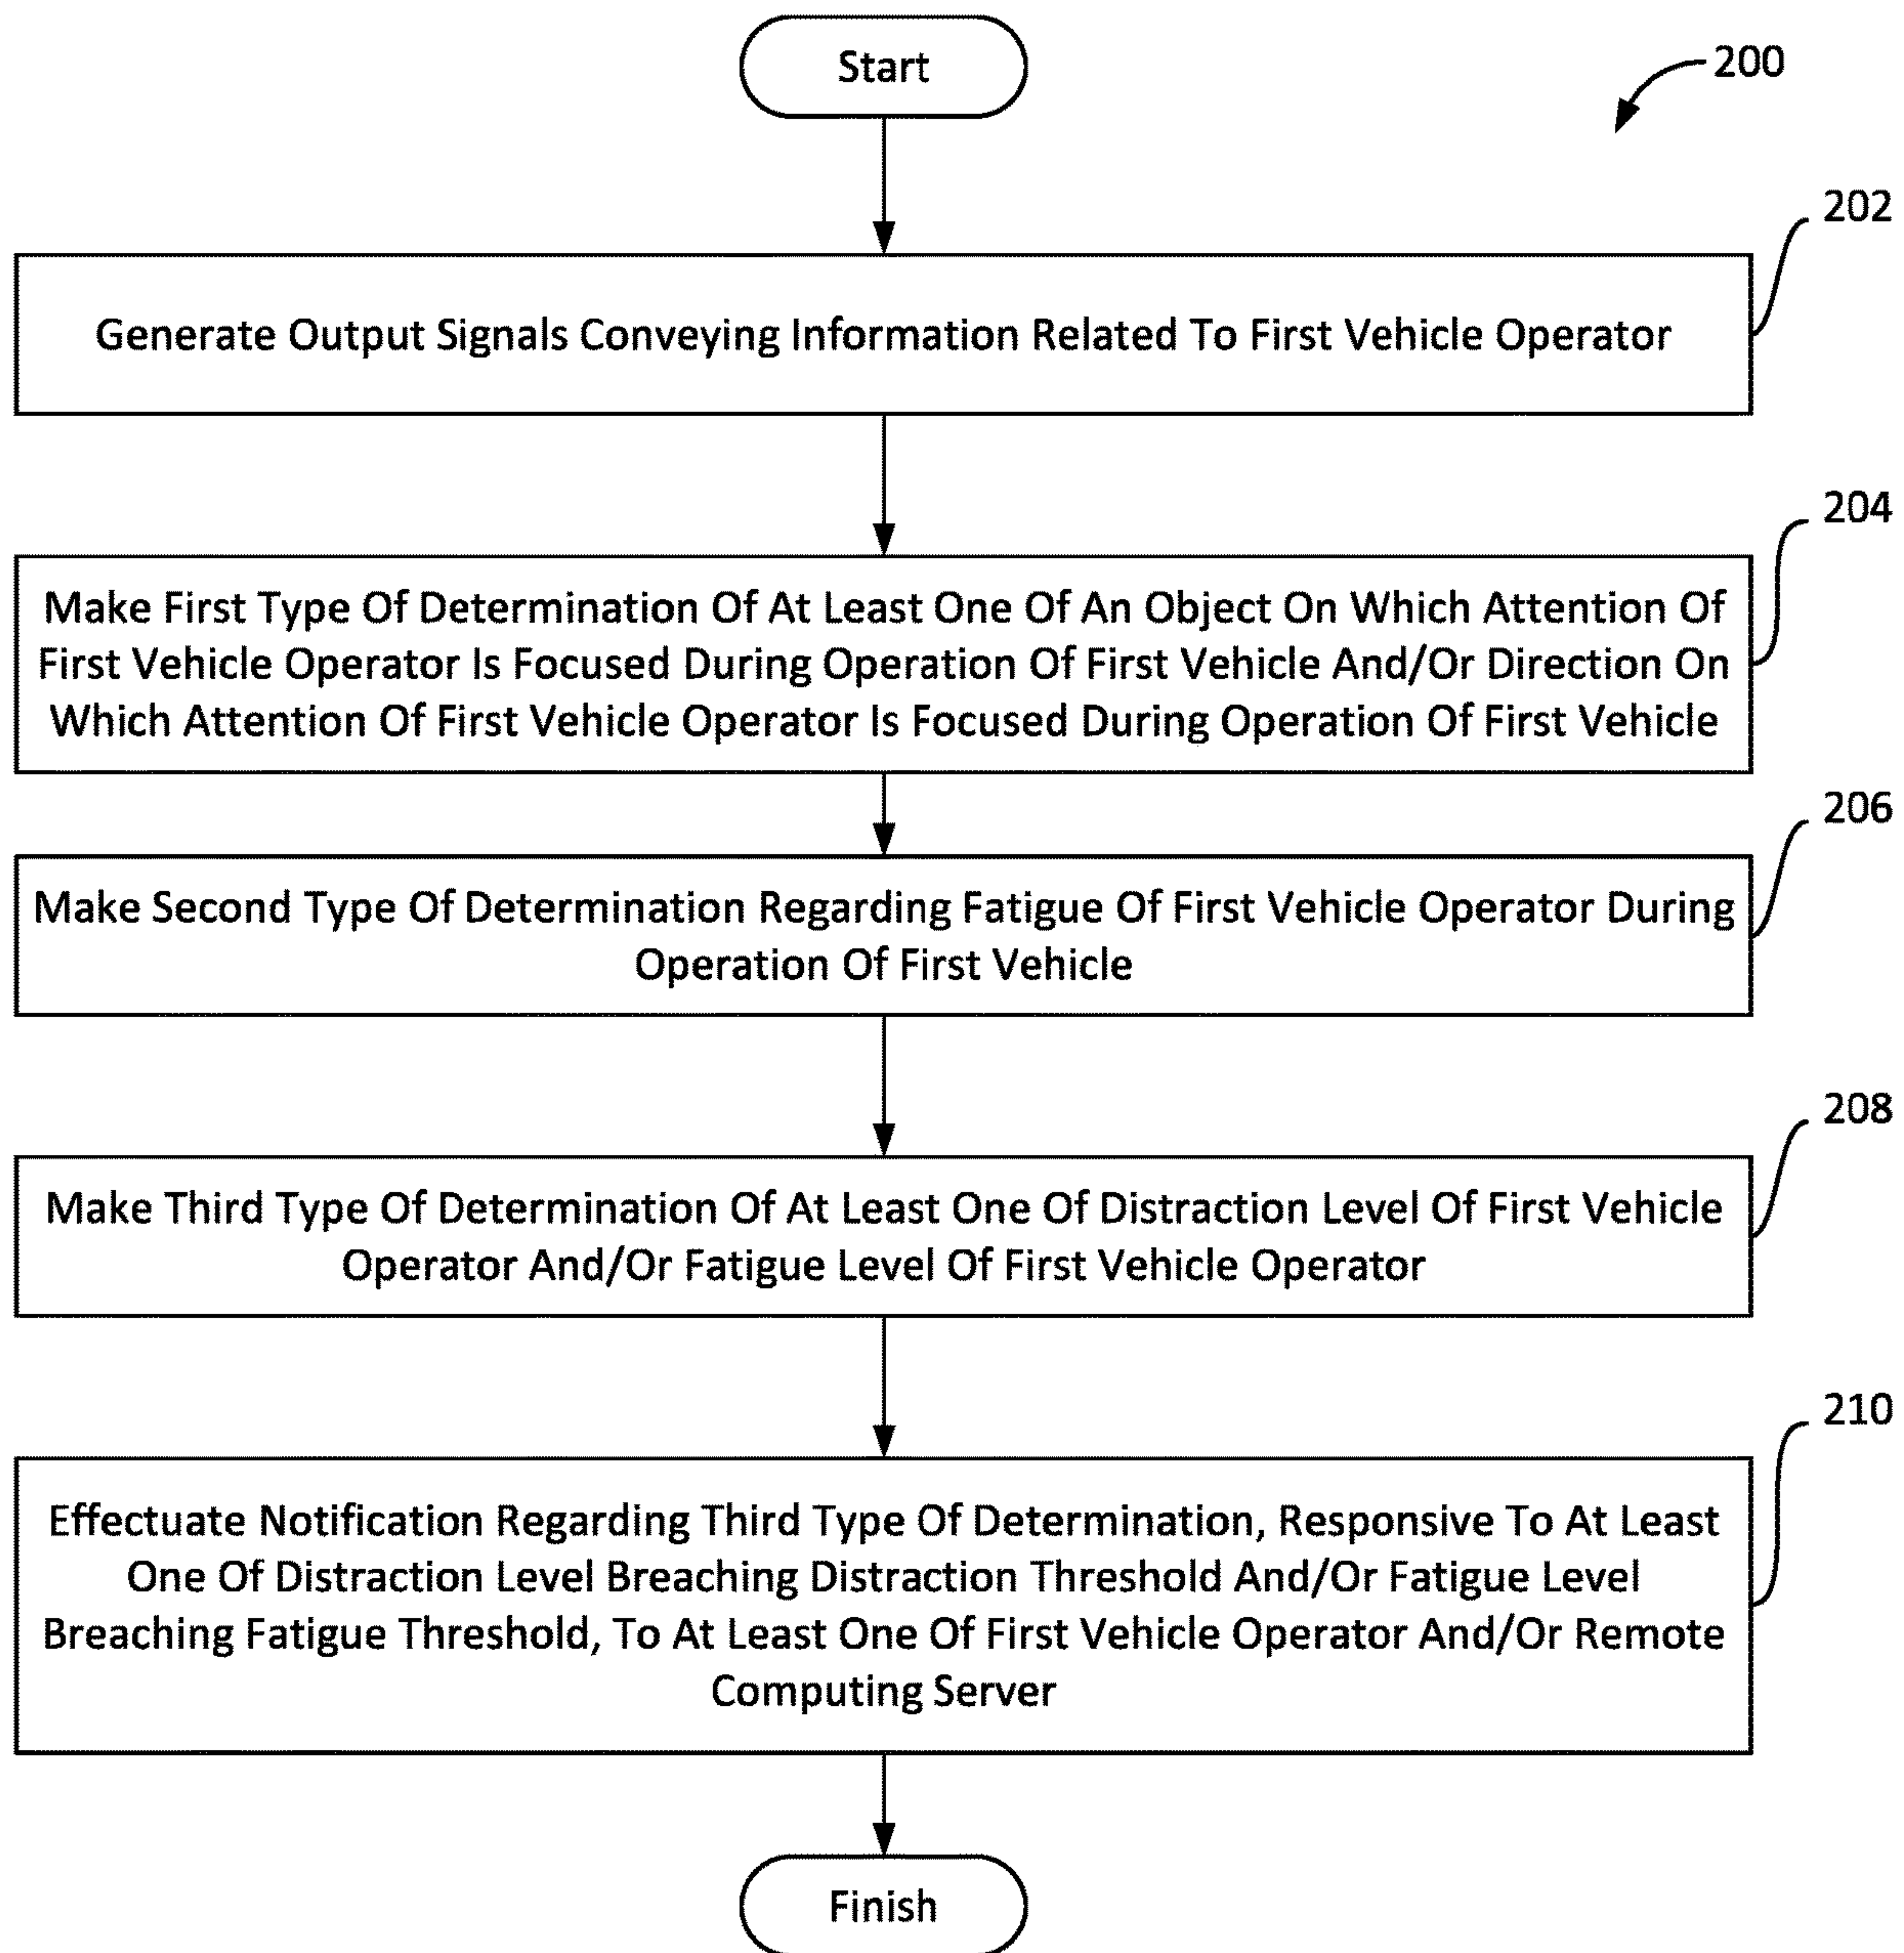 Start
200
202
Generate Output Signals Conveying Information Related To First Vehicle Operator
204
Make First Type Of Determination Of At Least One Of An Object On Which Attention Of
First Vehicle Operator Is Focused During Operation Of First Vehicle And/Or Direction On
Which Attention Of First Vehicle Operator Is Focused During Operation Of First Vehicle
206
Make Second Type Of Determination Regarding Fatigue Of First Vehicle Operator During
Operation Of First Vehicle
208
Make Third Type Of Determination Of At Least One Of Distraction Level Of First Vehicle
Operator And/Or Fatigue Level Of First Vehicle Operator
210
Effectuate Notification Regarding Third Type Of Determination, Responsive To At Least
One Of Distraction Level Breaching Distraction Threshold And/Or Fatigue Level
Breaching Fatigue Threshold, To At Least One Of First Vehicle Operator And/Or Remote
Computing Server
Finish